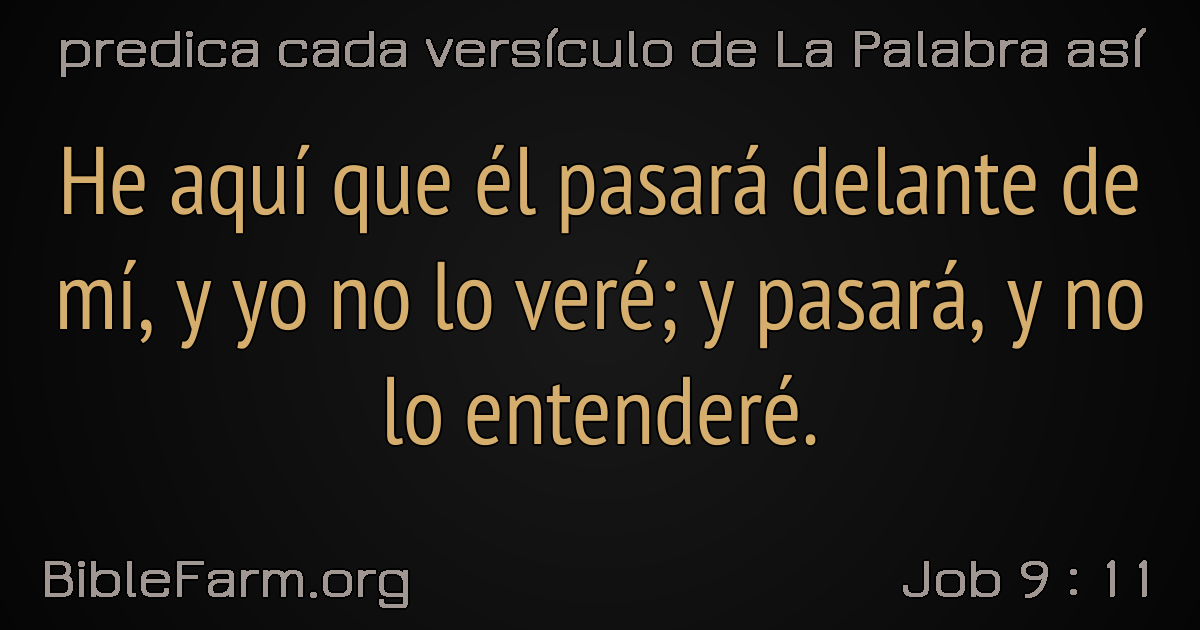 predica cada versículo de La Palabra así
He aquí que él pasará delante de
mí, y yo no lo veré; y pasará, y no
lo entenderé.
BibleFarm.org
Job 9 : 11